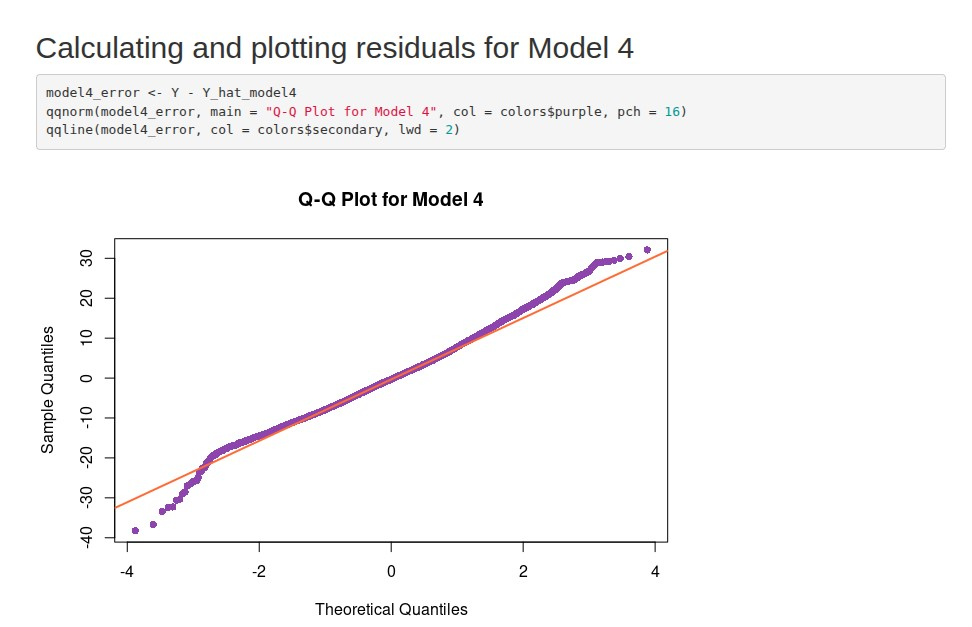 Calculating and plotting residuals for Model 4
model4_error <- Y - Y_hat_model4
qqnorm(model4_error, main = "Q-Q Plot for Model 4", col = colors$purple, pch = 16)
qqline(model4_error, col = colors$secondary, lwd = 2)
Q-Q Plot for Model 4
Sample Quantiles
30
20
10
0
-10
-20
-30
-40
-4 -2 0 2 4
Theoretical Quantiles